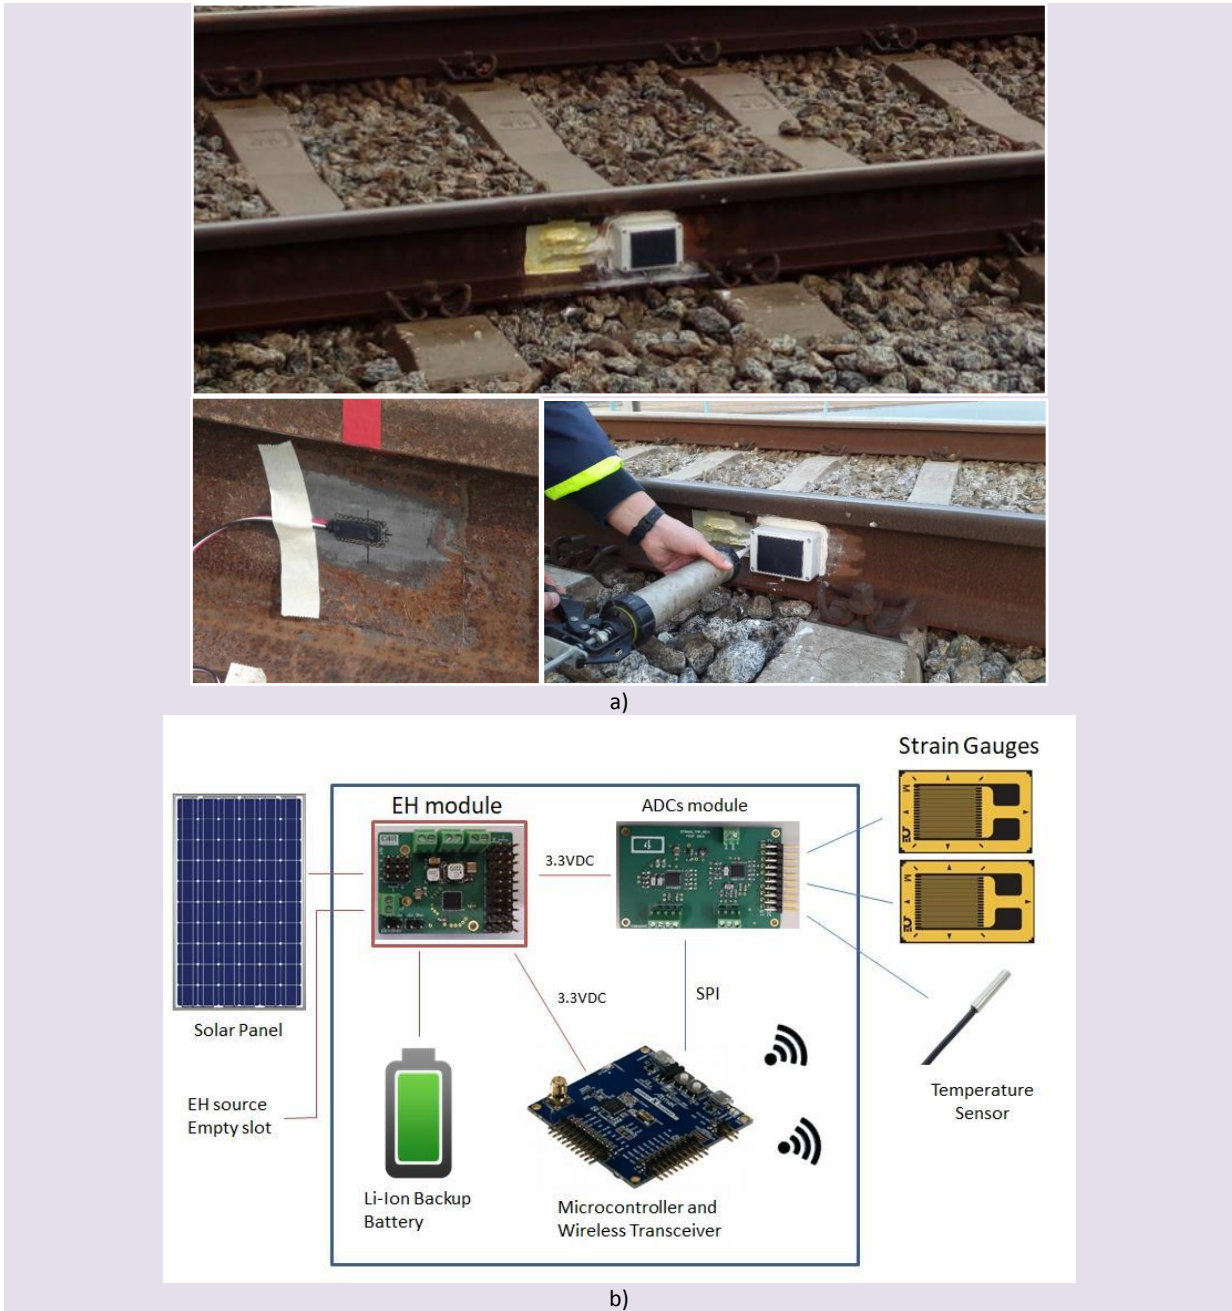 a)
Strain Gauges
EH module
ADCs module
3.3VDC
3.3VDC
SPI
Solar Panel
EH source
Empty slot
Temperature
Sensor
Li-Ion Backup
Battery
Microcontroller and
Wireless Transceiver
b)